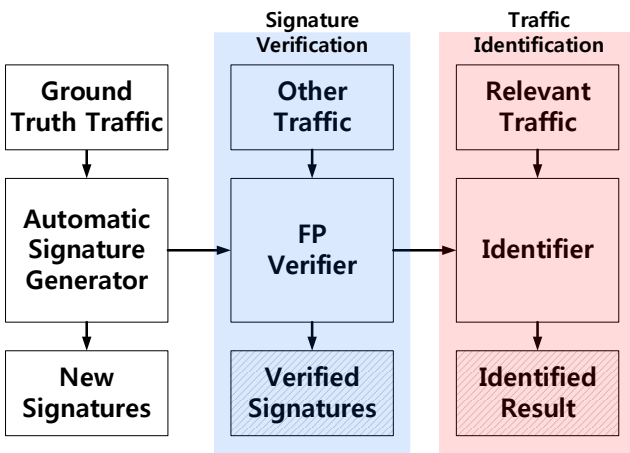 Signature
Verification
Traffic
Identification
Ground
Truth Traffic
Other
Traffic
Relevant
Traffic
Automatic
Signature
Generator
FP
Verifier
Identifier
New
Signatures
Verified
Signatures
Identified
Result